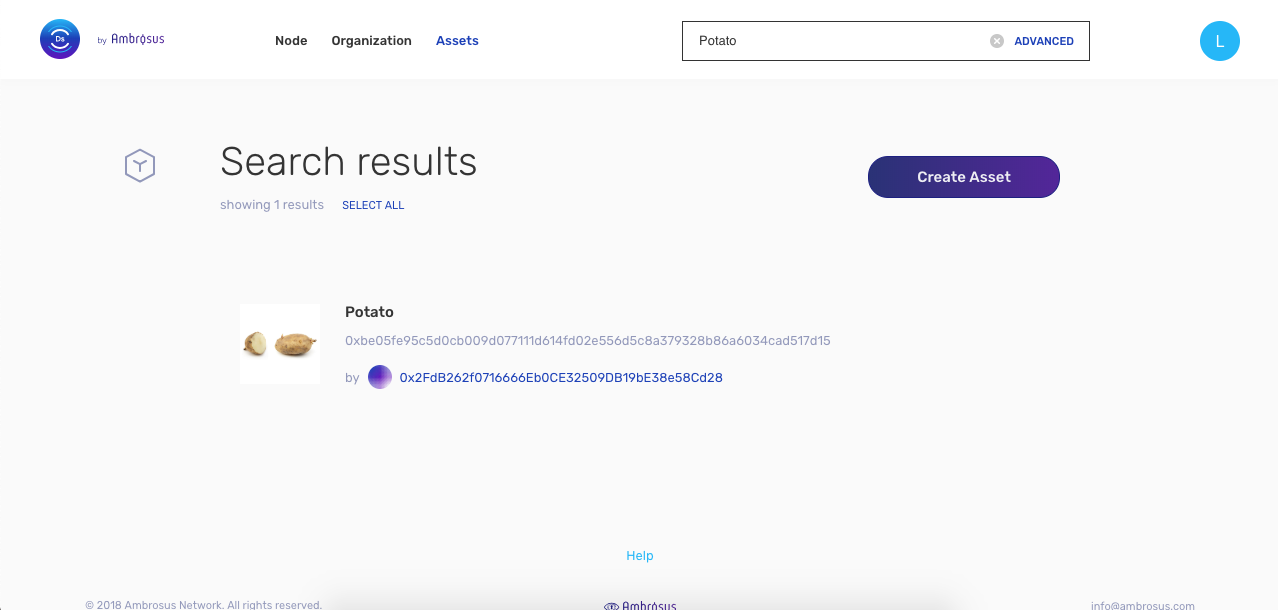 Ds by Ambrosus Node Organization Assets Potato ADVANCED L
Search results
Create Asset
showing 1 results SELECT ALL
Potato
0xbe05fe95c5d0cb009d077111d614fd02e556d5c8a379328b86a6034cad517d15
by 0x2FdB262f0716666Eb0CE32509DB19bE38e58Cd28
Help
© 2018 Ambrosus Network. All rights reserved. Ambrosus info@ambrosus.com